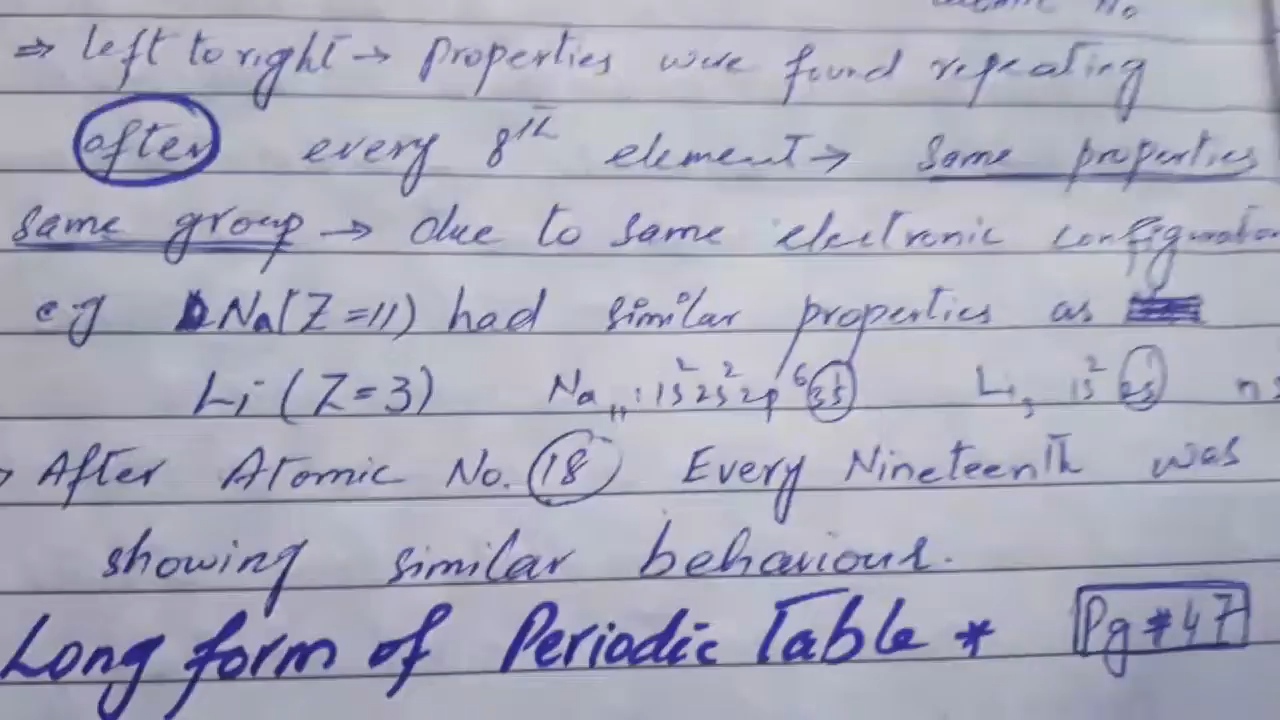 ⇒ left to right → properties were found repeating
after every 8th element → Same properties
same group → due to same electronic configuration
eg Na(Z=11) had similar properties as
Li (Z=3) Na₁₁ : 1s² 2s² 2p⁶ 3s¹ Li₃ 1s² 2s¹ ns
→ After Atomic No. 18 Every Nineteenth was
showing similar behaviour.
Long form of Periodic Table * Pg # 47